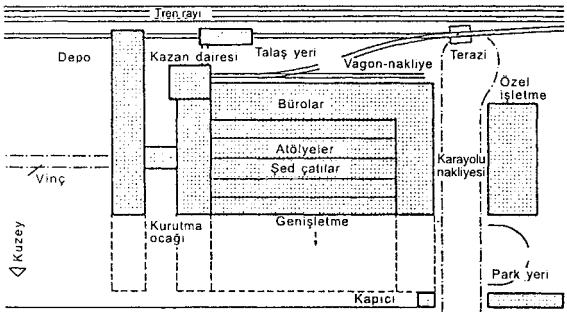 Tren rayı
Depo
Kazan dairesi
Talaş yeri
Vagon-nakliye
Terazi
Özel
işletme
Bürolar
Atölyeler
Şed çatılar
Karayolu
nakliyesi
Vinç
Kurutma
ocağı
Genişletme
Kuzey
Park yeri
Kapıcı